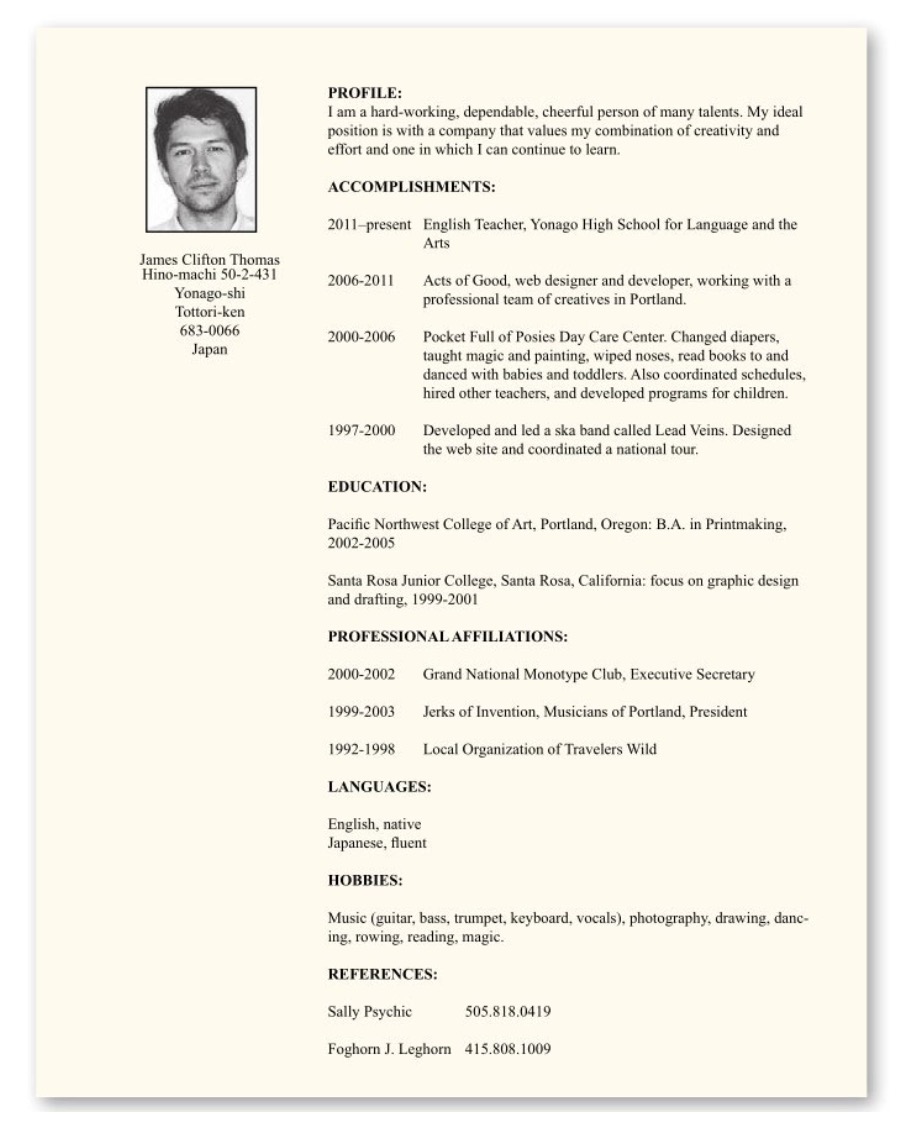 James Clifton Thomas
Hino-machi 50-2-431
Yonago-shi
Tottori-ken
683-0066
Japan
PROFILE:
I am a hard-working, dependable, cheerful person of many talents. My ideal
position is with a company that values my combination of creativity and
effort and one in which I can continue to learn.
ACCOMPLISHMENTS:
2011–present English Teacher, Yonago High School for Language and the
Arts
2006-2011 Acts of Good, web designer and developer, working with a
professional team of creatives in Portland.
2000-2006 Pocket Full of Posies Day Care Center. Changed diapers,
taught magic and painting, wiped noses, read books to and
danced with babies and toddlers. Also coordinated schedules,
hired other teachers, and developed programs for children.
1997-2000 Developed and led a ska band called Lead Veins. Designed
the web site and coordinated a national tour.
EDUCATION:
Pacific Northwest College of Art, Portland, Oregon: B.A. in Printmaking,
2002-2005
Santa Rosa Junior College, Santa Rosa, California: focus on graphic design
and drafting, 1999-2001
PROFESSIONAL AFFILIATIONS:
2000-2002 Grand National Monotype Club, Executive Secretary
1999-2003 Jerks of Invention, Musicians of Portland, President
1992-1998 Local Organization of Travelers Wild
LANGUAGES:
English, native
Japanese, fluent
HOBBIES:
Music (guitar, bass, trumpet, keyboard, vocals), photography, drawing, danc-
ing, rowing, reading, magic.
REFERENCES:
Sally Psychic 505.818.0419
Foghorn J. Leghorn 415.808.1009